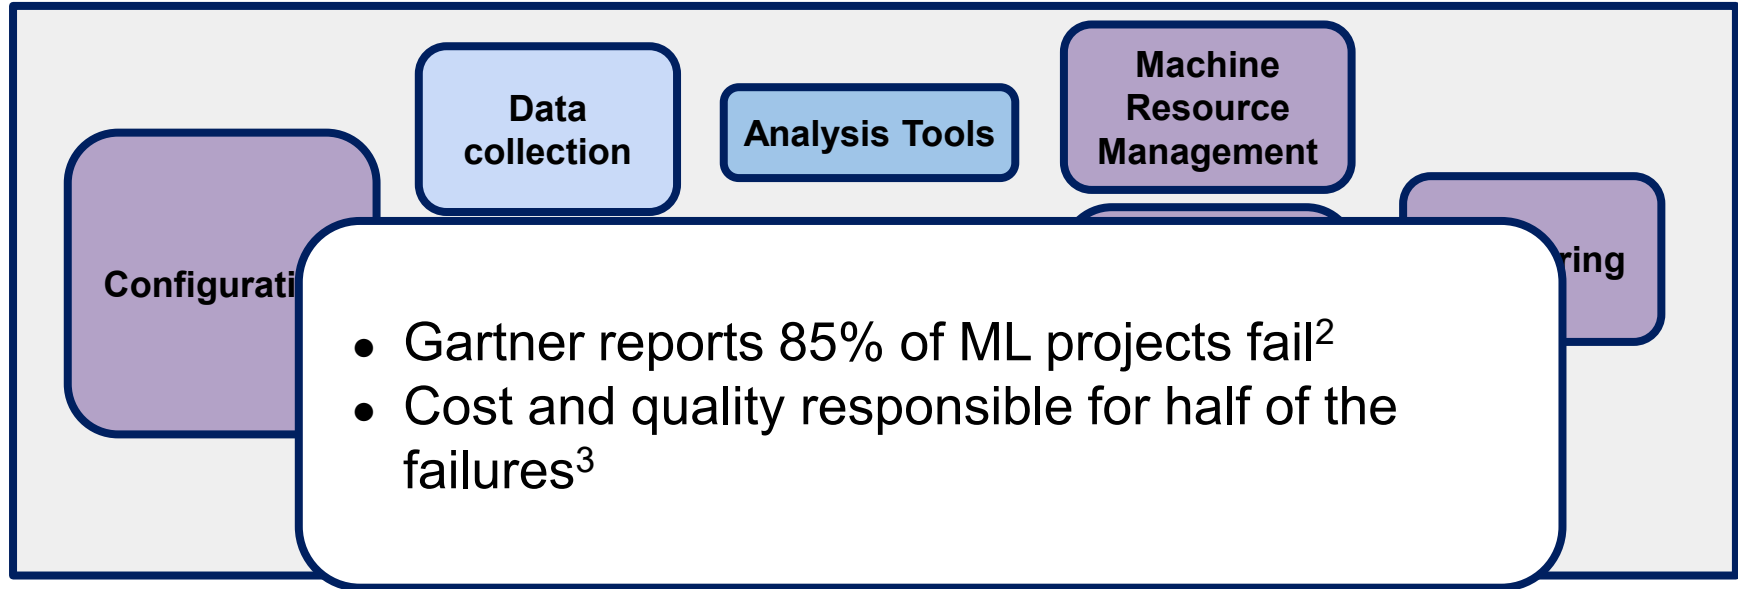 Data
collection
Analysis Tools
Machine
Resource
Management
Configurati
ring
● Gartner reports 85% of ML projects fail²
● Cost and quality responsible for half of the
failures³